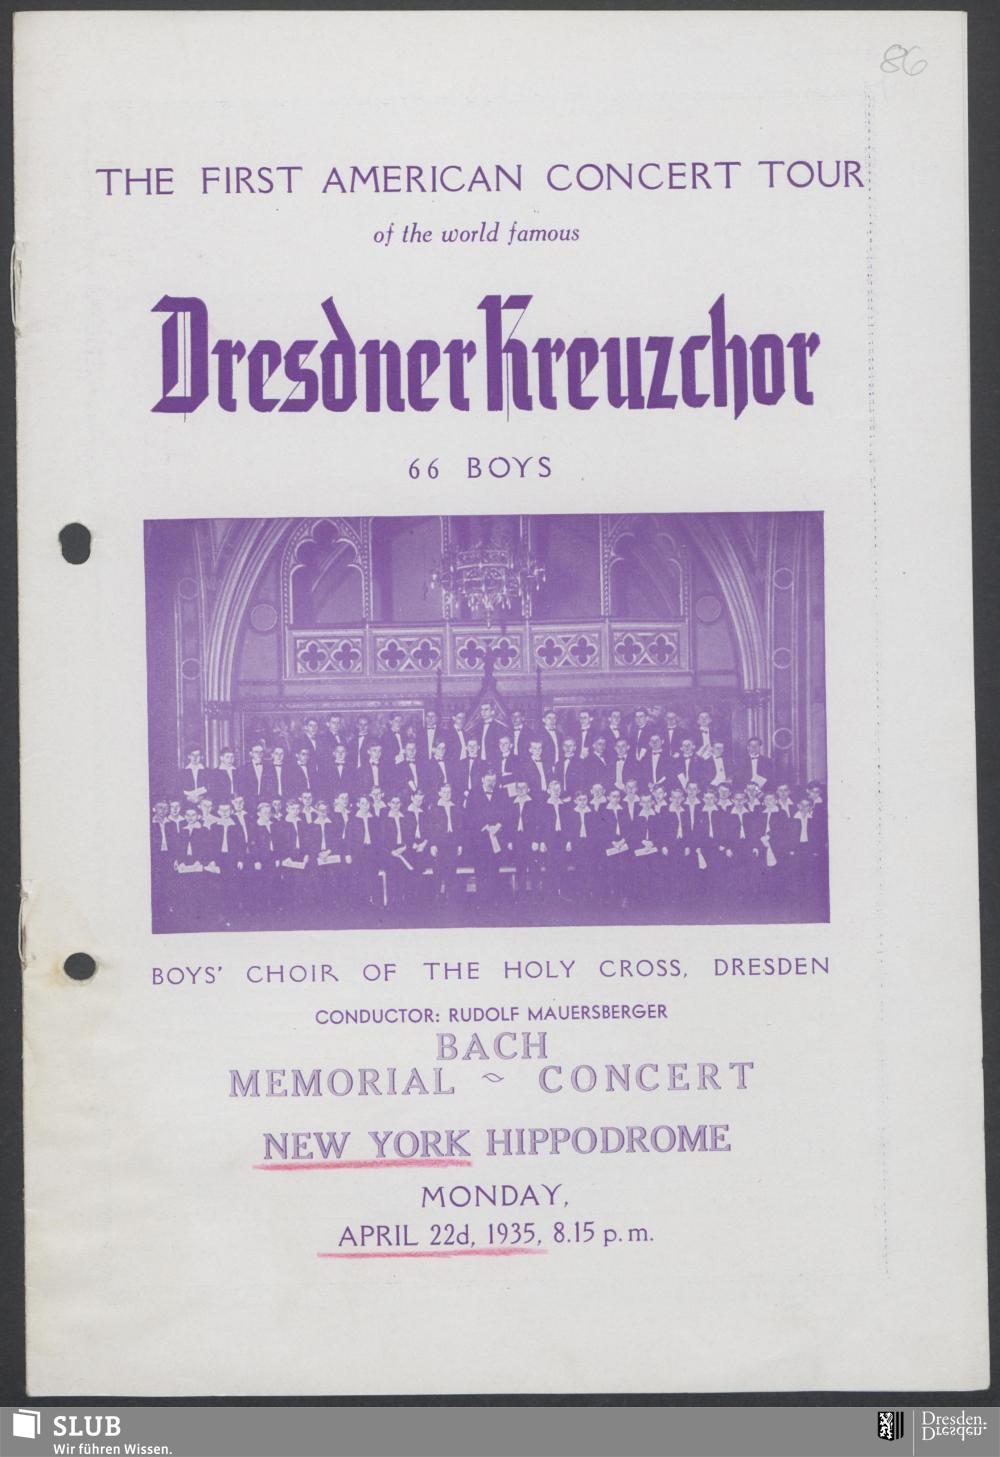 86
THE FIRST AMERICAN CONCERT TOUR
of the world famous
Dresdner Kreuzchor
66 BOYS
BOYS' CHOIR OF THE HOLY CROSS, DRESDEN
CONDUCTOR: RUDOLF MAUERSBERGER
BACH
MEMORIAL ~ CONCERT
NEW YORK HIPPODROME
MONDAY,
APRIL 22d, 1935, 8.15 p.m.
SLUB
Wir führen Wissen.
Dresden.
Dresden.